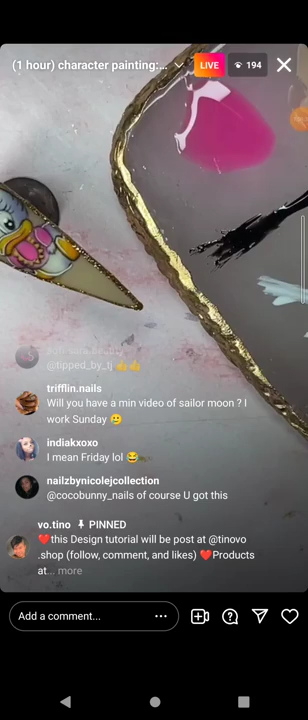 (1 hour) character painting:...
LIVE
194
@tipped_by_tj 👍👍
trifflin.nails
Will you have a min video of sailor moon ? I
work Sunday 🥲
indiakxoxo
I mean Friday lol 😂
nailzbynicolejcollection
@cocobunny_nails of course U got this
vo.tino PINNED
❤️this Design tutorial will be post at @tinovo
.shop (follow, comment, and likes) ❤️Products
at... more
Add a comment...